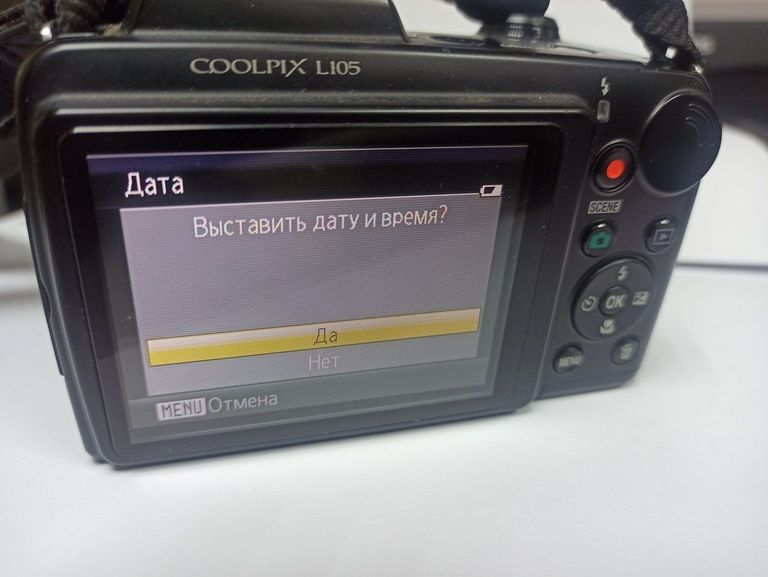 COOLPIX L105
Дата
Выставить дату и время?
Да
Нет
MENU Отмена
SCENE
OK
MENU